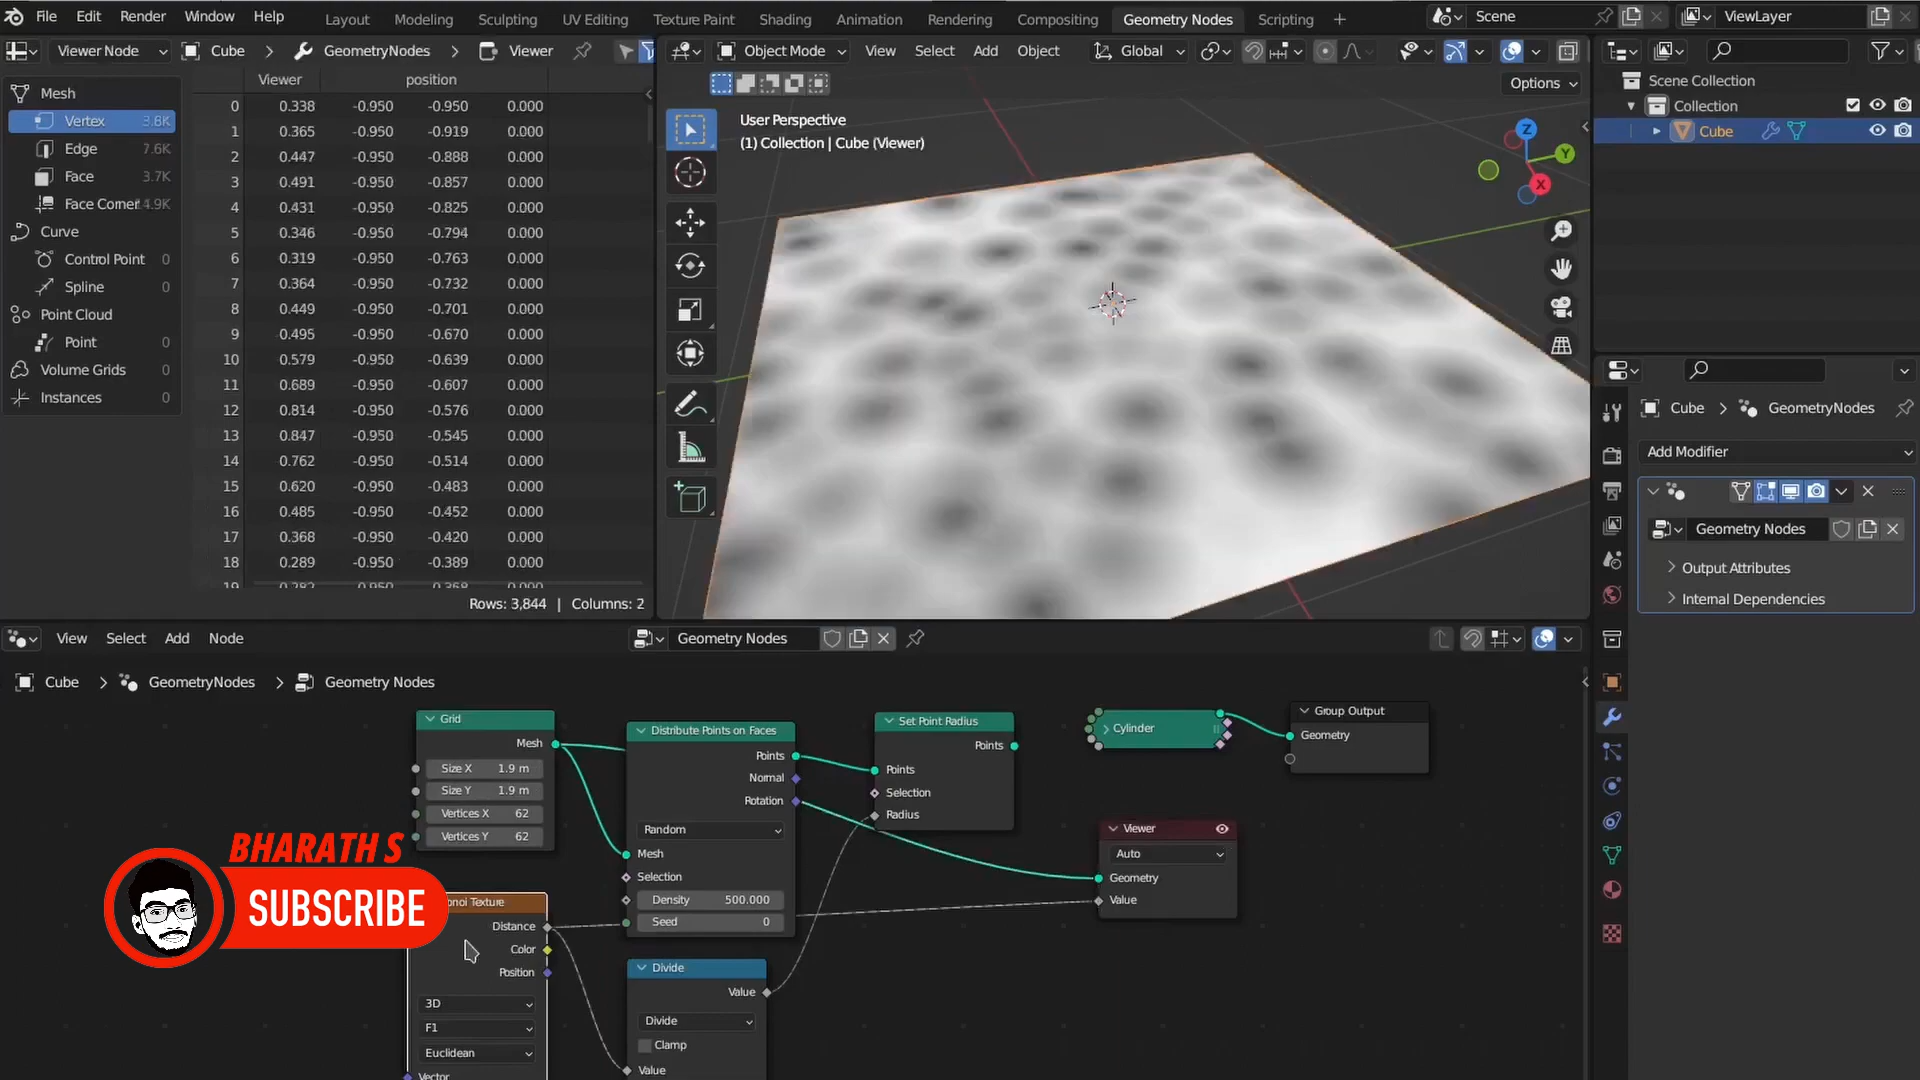 File Edit Render Window Help Layout Modeling Sculpting UV Editing Texture Paint Shading Animation Rendering Compositing Geometry Nodes Scripting + Scene ViewLayer
Viewer Node Cube > GeometryNodes > Viewer
Object Mode View Select Add Object Global
Options
Mesh
Vertex 3.8K
Edge 7.6K
Face 3.7K
Face Corner 14.9K
Curve
Control Point 0
Spline 0
Point Cloud
Point 0
Volume Grids 0
Instances 0
Viewer position
0 0.338 -0.950 -0.950 0.000
1 0.365 -0.950 -0.919 0.000
2 0.447 -0.950 -0.888 0.000
3 0.491 -0.950 -0.857 0.000
4 0.431 -0.950 -0.825 0.000
5 0.346 -0.950 -0.794 0.000
6 0.319 -0.950 -0.763 0.000
7 0.364 -0.950 -0.732 0.000
8 0.449 -0.950 -0.701 0.000
9 0.495 -0.950 -0.670 0.000
10 0.579 -0.950 -0.639 0.000
11 0.689 -0.950 -0.607 0.000
12 0.814 -0.950 -0.576 0.000
13 0.847 -0.950 -0.545 0.000
14 0.762 -0.950 -0.514 0.000
15 0.620 -0.950 -0.483 0.000
16 0.485 -0.950 -0.452 0.000
17 0.368 -0.950 -0.420 0.000
18 0.289 -0.950 -0.389 0.000
Rows: 3,844 | Columns: 2
User Perspective
(1) Collection | Cube (Viewer)
Z
Y
X
Scene Collection
Collection
Cube
Cube > GeometryNodes
Add Modifier
Geometry Nodes
Output Attributes
Internal Dependencies
View Select Add Node
Geometry Nodes
Cube > GeometryNodes > Geometry Nodes
Grid
Mesh
Size X 1.9 m
Size Y 1.9 m
Vertices X 62
Vertices Y 62
Distribute Points on Faces
Points
Normal
Rotation
Random
Mesh
Selection
Density 500.000
Seed 0
Set Point Radius
Points
Points
Selection
Radius
Cylinder
Group Output
Geometry
Viewer
Auto
Geometry
Value
BHARATH S
SUBSCRIBE
onoi Texture
Distance
Color
Position
3D
F1
Euclidean
Vector
Divide
Value
Divide
Clamp
Value